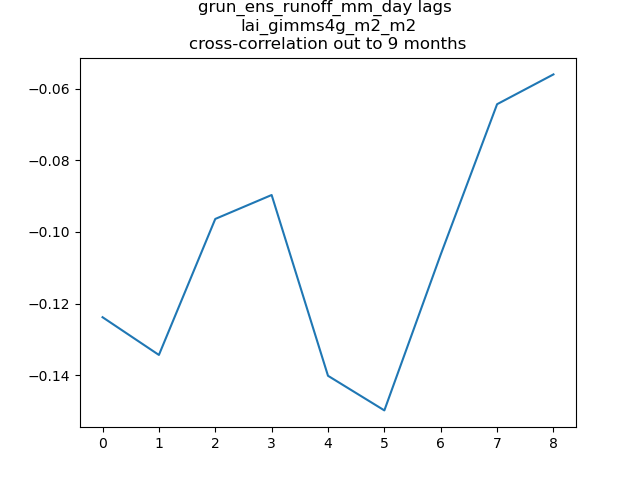 grun_ens_runoff_mm_day lags
lai_gimms4g_m2_m2
cross-correlation out to 9 months
−0.06
−0.08
−0.10
−0.12
−0.14
0 1 2 3 4 5 6 7 8